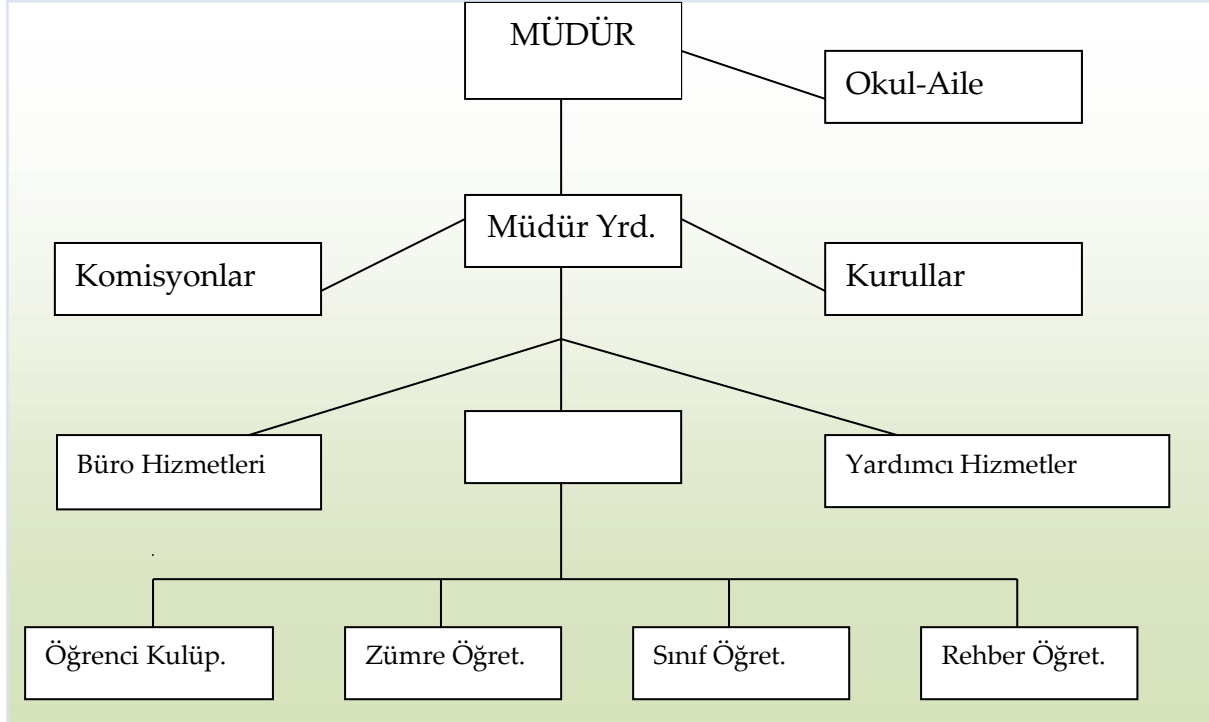 MÜDÜR
Okul-Aile
Müdür Yrd.
Komisyonlar
Kurullar
Büro Hizmetleri
Yardımcı Hizmetler
Öğrenci Kulüp.
Zümre Öğret.
Sınıf Öğret.
Rehber Öğret.